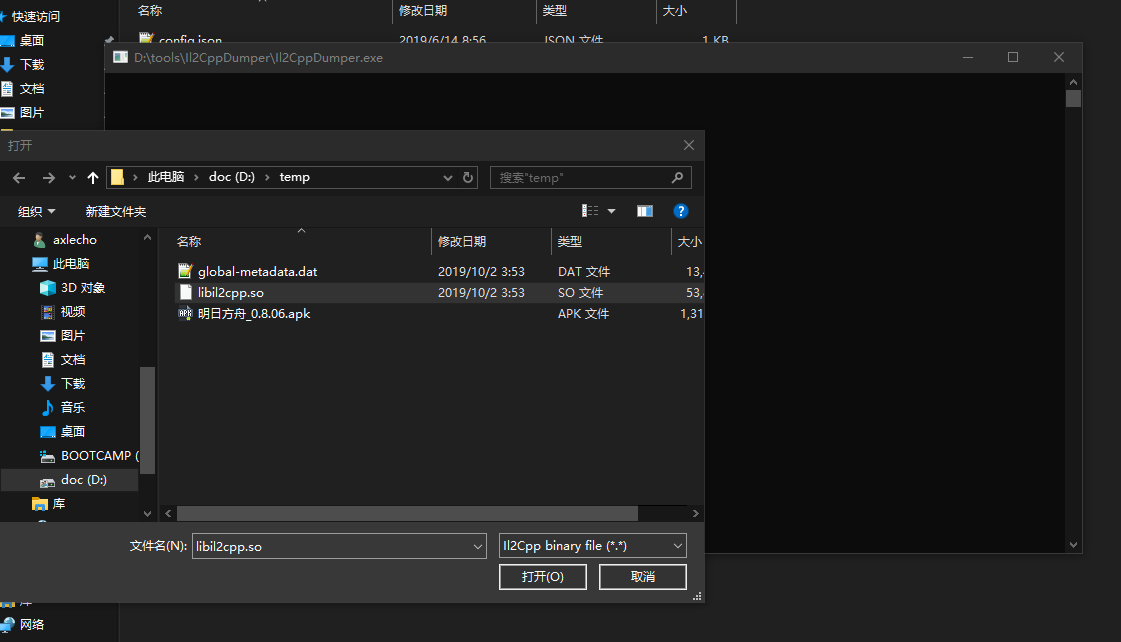 快速访问
桌面
下载
文档
图片
名称
修改日期
类型
大小
config.json
2019/6/14 8:56
JSON 文件
1 KB
D:\tools\Il2CppDumper\Il2CppDumper.exe
打开
此电脑
doc (D:)
temp
搜索"temp"
组织
新建文件夹
axlecho
此电脑
3D 对象
视频
图片
文档
下载
音乐
桌面
BOOTCAMP (
doc (D:)
库
名称
修改日期
类型
大小
global-metadata.dat
2019/10/2 3:53
DAT 文件
13,
libil2cpp.so
2019/10/2 3:53
SO 文件
53,
明日方舟_0.8.06.apk
APK 文件
1,31
文件名(N):
libil2cpp.so
Il2Cpp binary file (*.*)
打开(O)
取消
网络